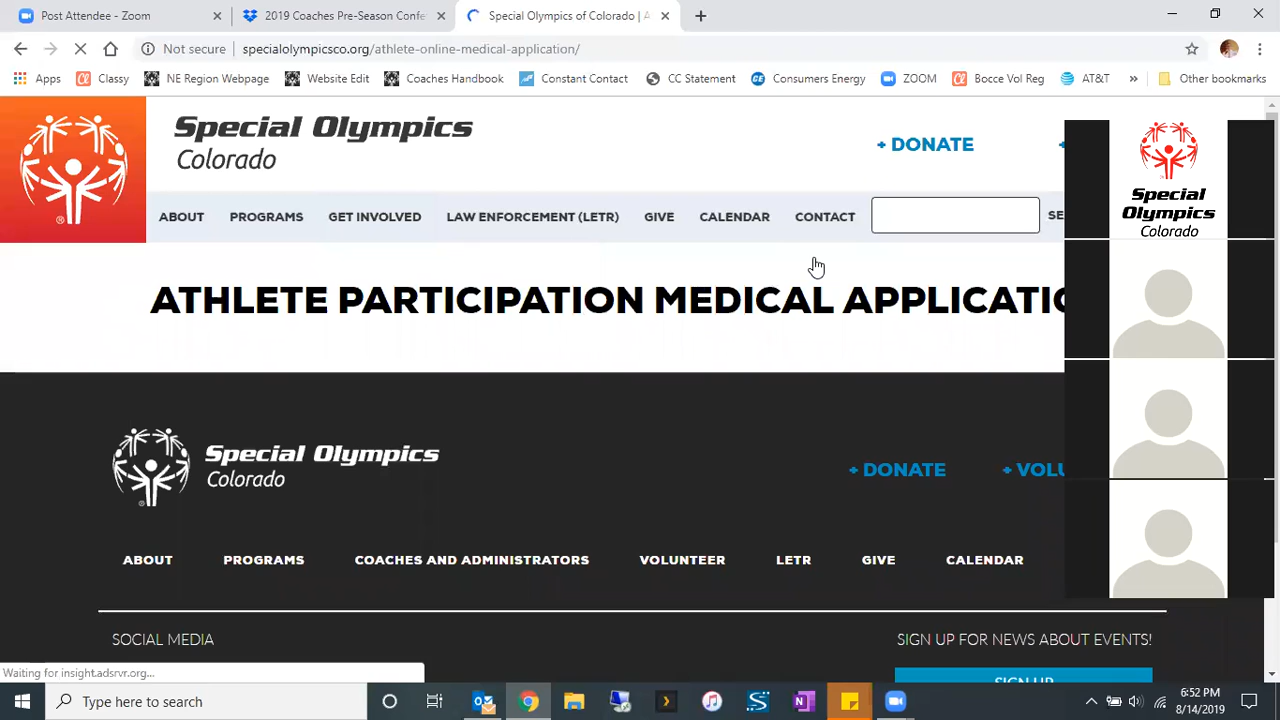 Post Attendee - Zoom
2019 Coaches Pre-Season Confe
Special Olympics of Colorado | A
Not secure
specialolympicsco.org/athlete-online-medical-application/
Apps
Classy
NE Region Webpage
Website Edit
Coaches Handbook
Constant Contact
CC Statement
Consumers Energy
ZOOM
Bocce Vol Reg
AT&T
»
Other bookmarks
Special Olympics
Colorado
+ DONATE
+
ABOUT
PROGRAMS
GET INVOLVED
LAW ENFORCEMENT (LETR)
GIVE
CALENDAR
CONTACT
SE
Special
Olympics
Colorado
ATHLETE PARTICIPATION MEDICAL APPLICATIO
Special Olympics
Colorado
+ DONATE
+ VOLU
ABOUT
PROGRAMS
COACHES AND ADMINISTRATORS
VOLUNTEER
LETR
GIVE
CALENDAR
SOCIAL MEDIA
SIGN UP FOR NEWS ABOUT EVENTS!
SIGN UP
Waiting for insight.adsrvr.org...
Type here to search
6:52 PM
8/14/2019